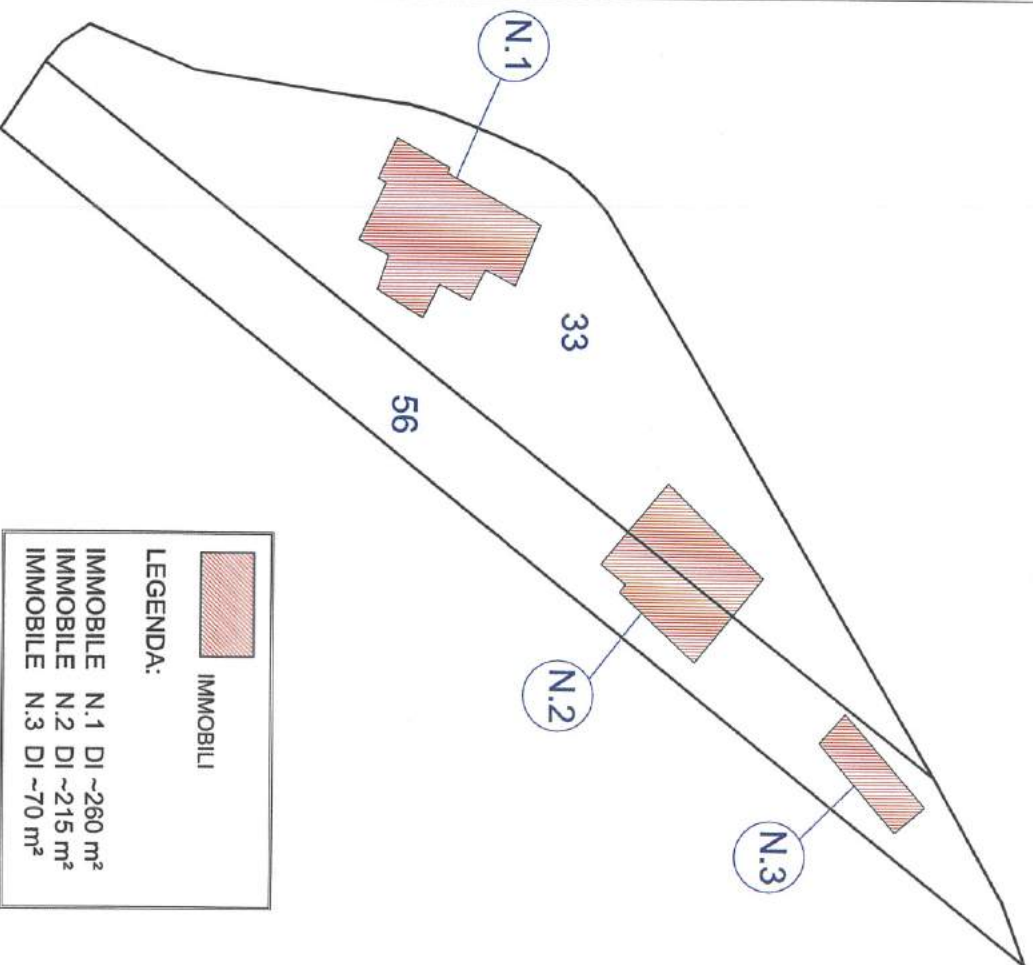 N.1
33
56
N.2
N.3
IMMOBILI
LEGENDA:
IMMOBILE N.1 DI ~260 m²
IMMOBILE N.2 DI ~215 m²
IMMOBILE N.3 DI ~70 m²